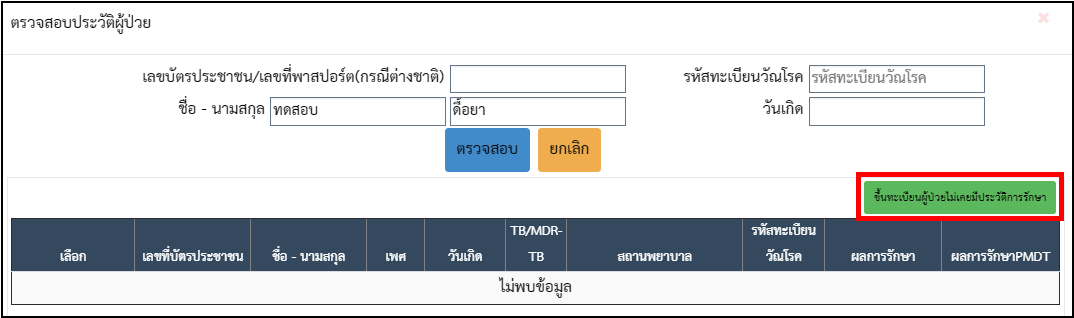 ตรวจสอบประวัติผู้ป่วย ×
เลขบัตรประชาชน/เลขที่พาสปอร์ต(กรณีต่างชาติ) รหัสทะเบียนวัณโรค รหัสทะเบียนวัณโรค
ชื่อ - นามสกุล ทดสอบ ดื้อยา วันเกิด
ตรวจสอบ ยกเลิก
ขึ้นทะเบียนผู้ป่วยไม่เคยมีประวัติการรักษา
เลือก เลขที่บัตรประชาชน ชื่อ - นามสกุล เพศ วันเกิด TB/MDR-TB สถานพยาบาล รหัสทะเบียนวัณโรค ผลการรักษา ผลการรักษาPMDT
ไม่พบข้อมูล